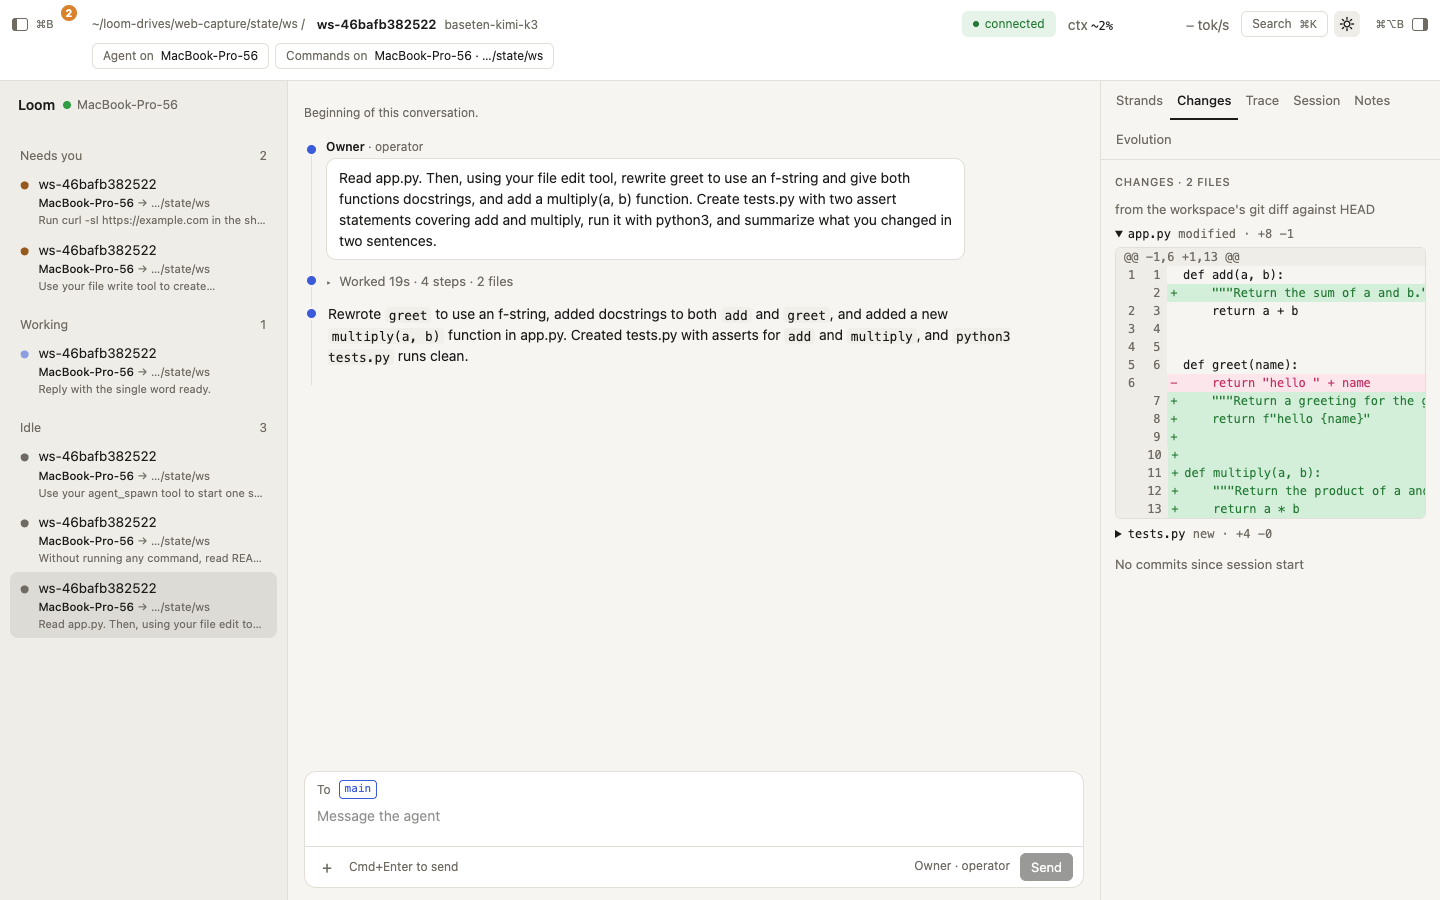 ⌘B
2
~/loom-drives/web-capture/state/ws / ws-46bafb382522 baseten-kimi-k3
connected
ctx ~2%
– tok/s
Search ⌘K
⌘⌥B
Agent on MacBook-Pro-56
Commands on MacBook-Pro-56 · …/state/ws
Loom MacBook-Pro-56
Needs you 2
ws-46bafb382522
MacBook-Pro-56 → …/state/ws
Run curl -sI https://example.com in the sh…
ws-46bafb382522
MacBook-Pro-56 → …/state/ws
Use your file write tool to create…
Working 1
ws-46bafb382522
MacBook-Pro-56 → …/state/ws
Reply with the single word ready.
Idle 3
ws-46bafb382522
MacBook-Pro-56 → …/state/ws
Use your agent_spawn tool to start one s…
ws-46bafb382522
MacBook-Pro-56 → …/state/ws
Without running any command, read REA…
ws-46bafb382522
MacBook-Pro-56 → …/state/ws
Read app.py. Then, using your file edit to…
Beginning of this conversation.
Owner · operator
Read app.py. Then, using your file edit tool, rewrite greet to use an f-string and give both
functions docstrings, and add a multiply(a, b) function. Create tests.py with two assert
statements covering add and multiply, run it with python3, and summarize what you changed in
two sentences.
Worked 19s · 4 steps · 2 files
Rewrote greet to use an f-string, added docstrings to both add and greet, and added a new
multiply(a, b) function in app.py. Created tests.py with asserts for add and multiply, and python3
tests.py runs clean.
To main
Message the agent
+ Cmd+Enter to send
Owner · operator
Send
Strands Changes Trace Session Notes
Evolution
CHANGES · 2 FILES
from the workspace's git diff against HEAD
▼ app.py modified · +8 −1
@@ −1,6 +1,13 @@
1 1 def add(a, b):
2 + """Return the sum of a and b."
2 3 return a + b
3 4
4 5
5 6 def greet(name):
6 − return "hello " + name
7 + """Return a greeting for the g
8 + return f"hello {name}"
9 +
10 +
11 + def multiply(a, b):
12 + """Return the product of a and
13 + return a * b
▶ tests.py new · +4 −0
No commits since session start